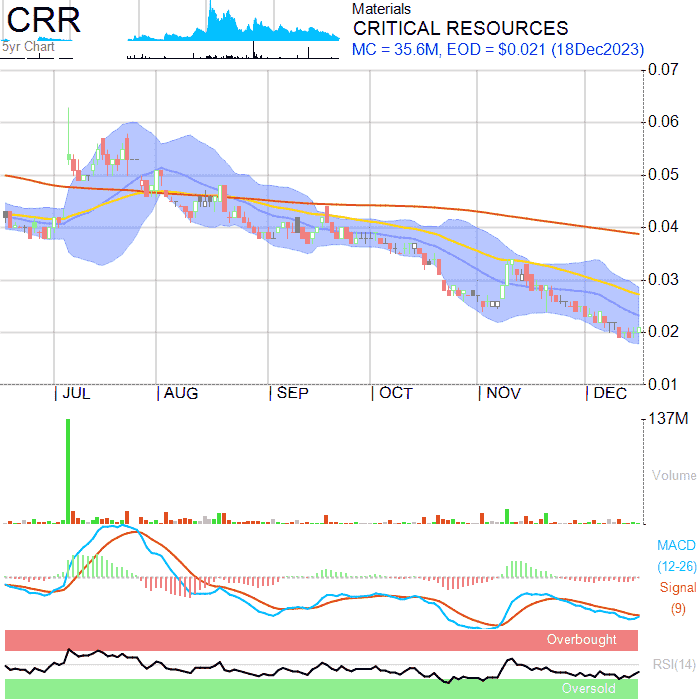 CRR
5yr Chart
Materials
CRITICAL RESOURCES
MC = 35.6M, EOD = $0.021 (18Dec2023)
0.07
0.06
0.05
0.04
0.03
0.02
0.01
JUL AUG SEP OCT NOV DEC
137M
Volume
MACD
(12-26)
Signal
(9)
Overbought
RSI(14)
Oversold